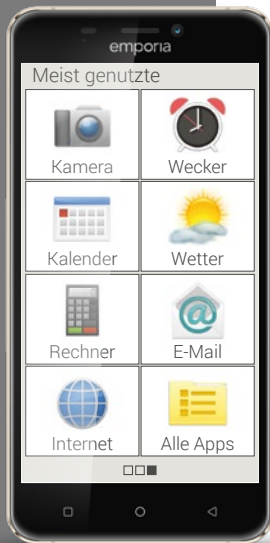 emporia
Meist genutzte
Kamera
Wecker
Kalender
Wetter
Rechner
E-Mail
Internet
Alle Apps